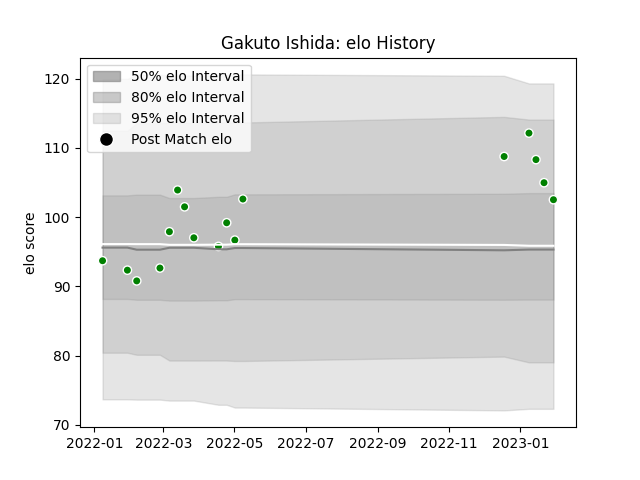 Gakuto Ishida: elo History
50% elo Interval
80% elo Interval
95% elo Interval
Post Match elo
elo score
120
110
100
90
80
70
2022-01 2022-03 2022-05 2022-07 2022-09 2022-11 2023-01